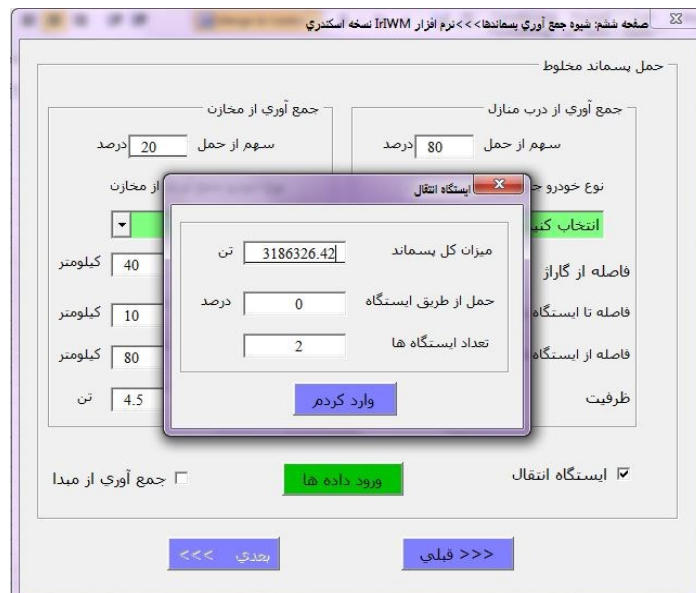 صفحه ششم: شيوه جمع آوري پسماندها>>>نرم افزار IrIWM نسخه اسكندري
حمل پسماند مخلوط
جمع آوري از درب منازل
جمع آوري از مخازن
سهم از حمل 80 درصد
سهم از حمل 20 درصد
نوع خودرو
از مخازن
انتخاب
ايستگاه انتقال
ميزان كل پسماند 3186326.42 تن
حمل از طريق ايستگاه 0 درصد
تعداد ايستگاه ها 2
وارد كردم
فاصله از گاراژ
40 كيلومتر
فاصله تا ايستگاه
10 كيلومتر
فاصله از ايستگاه
80 كيلومتر
ظرفيت
4.5 تن
ايستگاه انتقال
ورود داده ها
جمع آوري از مبدا
<<< قبلي
بعدي >>>